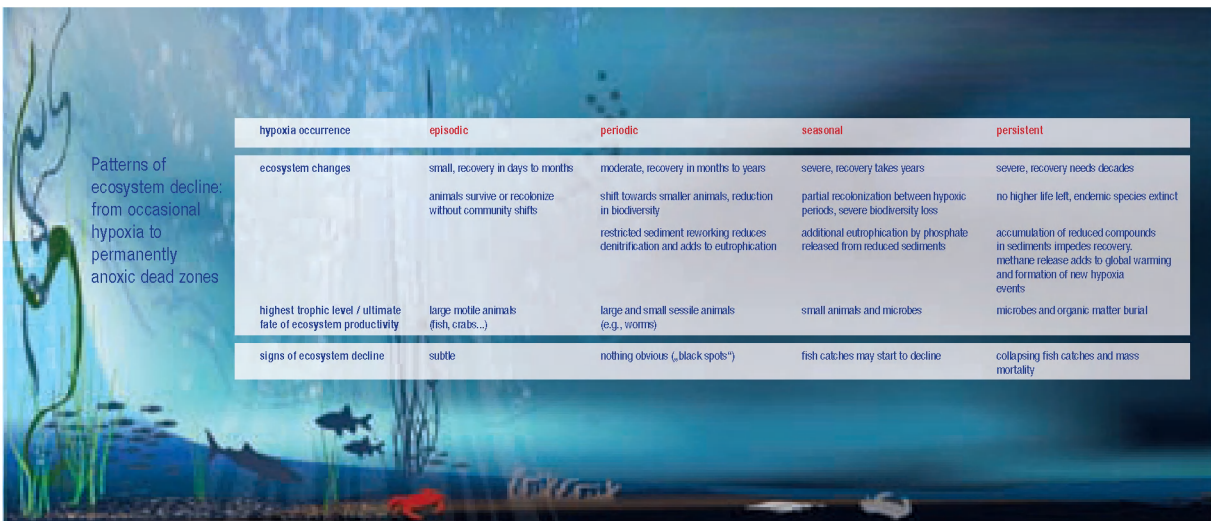 Patterns of
ecosystem decline:
from occasional
hypoxia to
permanently
anoxic dead zones
hypoxia occurrence episodic periodic seasonal persistent
ecosystem changes small, recovery in days to months moderate, recovery in months to years severe, recovery takes years severe, recovery needs decades
animals survive or recolonize shift towards smaller animals, reduction partial recolonization between hypoxic no higher life left, endemic species extinct
without community shifts in biodiversity periods, severe biodiversity loss
restricted sediment reworking reduces additional eutrophication by phosphate accumulation of reduced compounds
denitrification and adds to eutrophication released from reduced sediments in sediments impedes recovery.
methane release adds to global warming
and formation of new hypoxia
events
highest trophic level / ultimate large motile animals large and small sessile animals small animals and microbes microbes and organic matter burial
fate of ecosystem productivity (fish, crabs...) (e.g., worms)
signs of ecosystem decline subtle nothing obvious („black spots“) fish catches may start to decline collapsing fish catches and mass
mortality